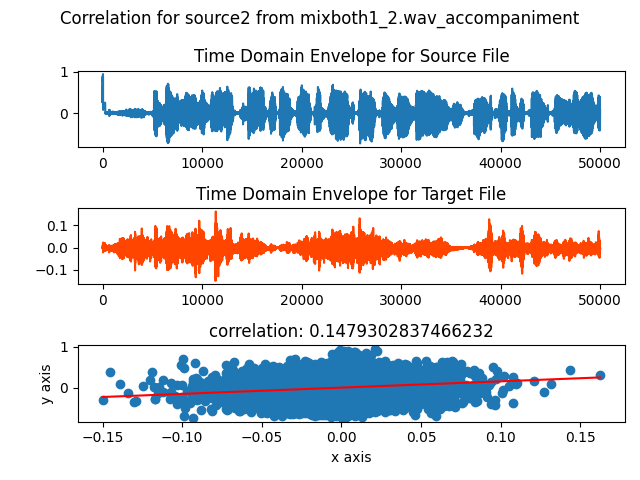 Correlation for source2 from mixboth1_2.wav_accompaniment
Time Domain Envelope for Source File
1
0
0 10000 20000 30000 40000 50000
Time Domain Envelope for Target File
0.1
0.0
−0.1
0 10000 20000 30000 40000 50000
correlation: 0.1479302837466232
1
0
y axis
−0.15 −0.10 −0.05 0.00 0.05 0.10 0.15
x axis